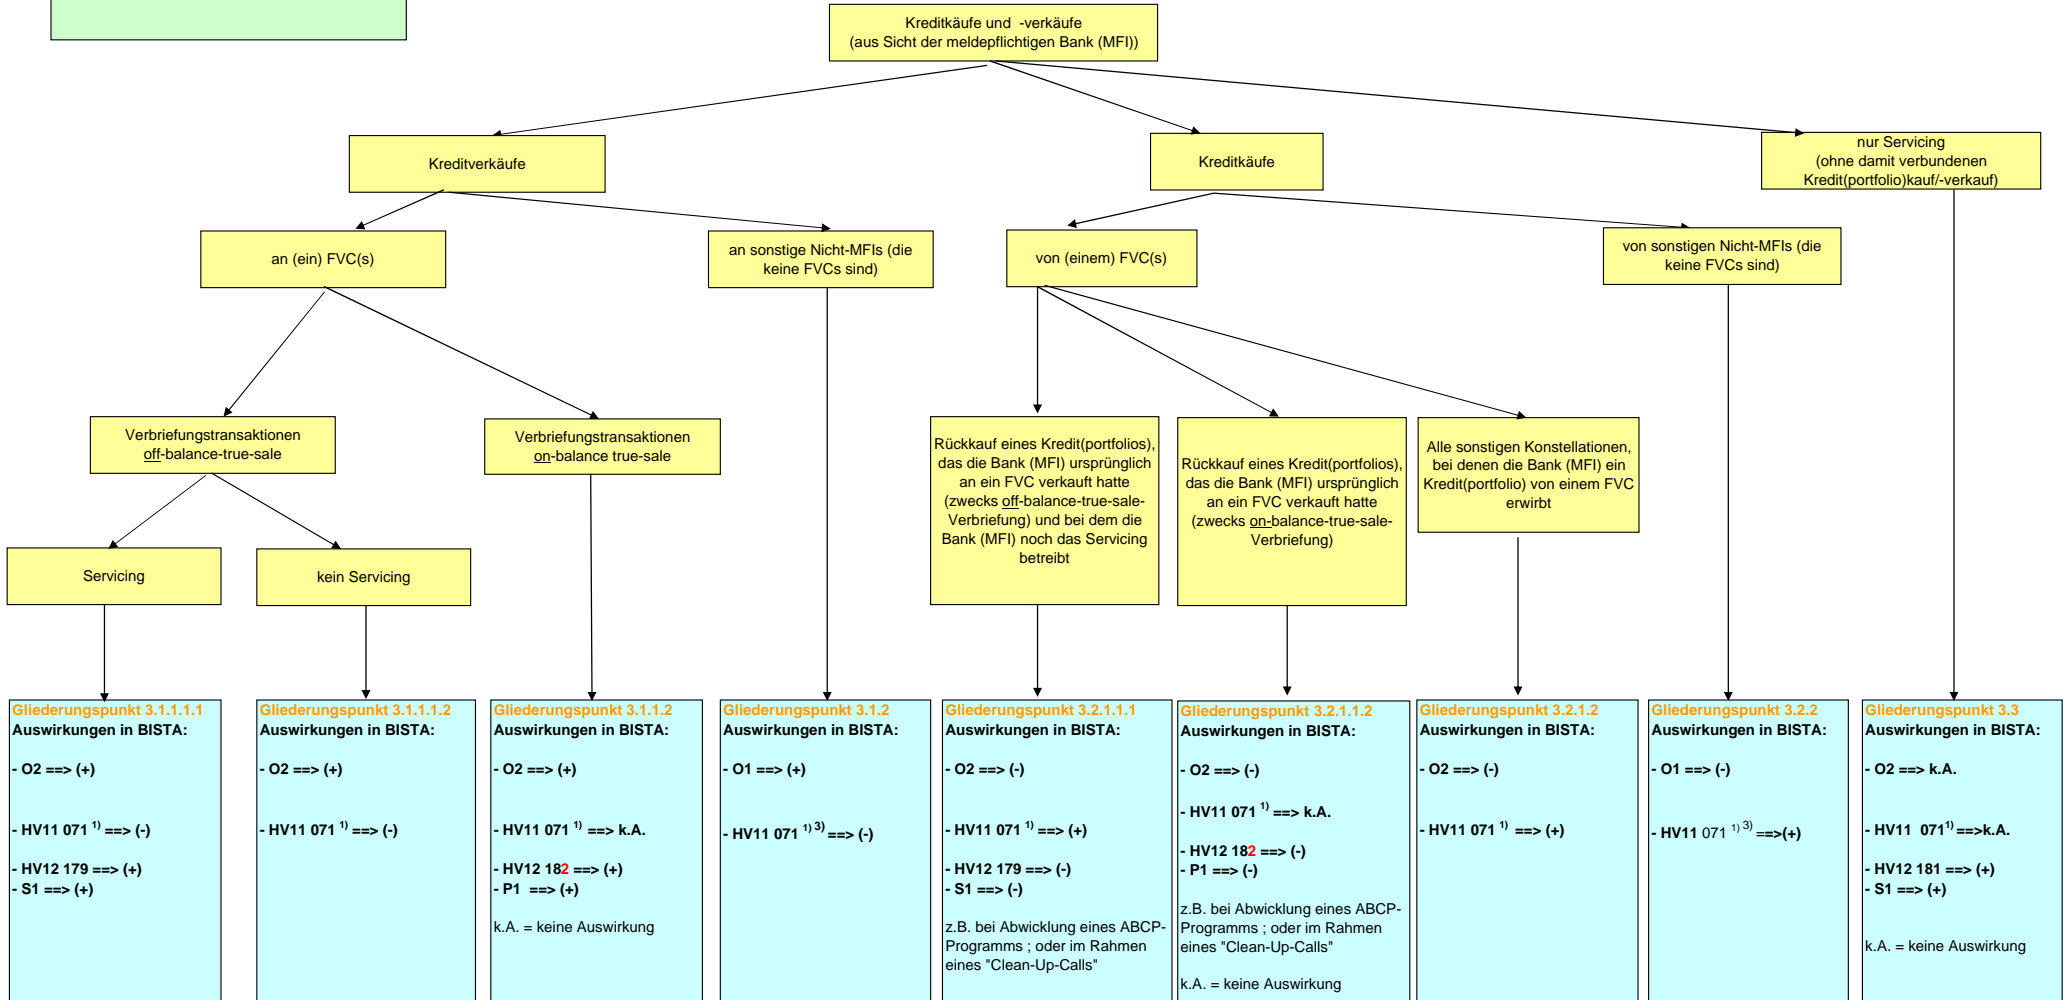 Kreditkäufe und -verkäufe
(aus Sicht der meldepflichtigen Bank (MFI))
Kreditverkäufe
Kreditkäufe
nur Servicing
(ohne damit verbundenen
Kredit(portfolio)kauf/-verkauf)
an (ein) FVC(s)
an sonstige Nicht-MFIs (die
keine FVCs sind)
von (einem) FVC(s)
von sonstigen Nicht-MFIs (die
keine FVCs sind)
Verbriefungstransaktionen
off-balance-true-sale
Verbriefungstransaktionen
on-balance true-sale
Rückkauf eines Kredit(portfolios),
das die Bank (MFI) ursprünglich
an ein FVC verkauft hatte
(zwecks off-balance-true-sale-
Verbriefung) und bei dem die
Bank (MFI) noch das Servicing
betreibt
Rückkauf eines Kredit(portfolios),
das die Bank (MFI) ursprünglich
an ein FVC verkauft hatte
(zwecks on-balance-true-sale-
Verbriefung)
Alle sonstigen Konstellationen,
bei denen die Bank (MFI) ein
Kredit(portfolio) von einem FVC
erwirbt
Servicing
kein Servicing
Gliederungspunkt 3.1.1.1.1
Auswirkungen in BISTA:
- O2 ==> (+)
- HV11 071 1) ==> (-)
- HV12 179 ==> (+)
- S1 ==> (+)
Gliederungspunkt 3.1.1.1.2
Auswirkungen in BISTA:
- O2 ==> (+)
- HV11 071 1) ==> (-)
Gliederungspunkt 3.1.1.2
Auswirkungen in BISTA:
- O2 ==> (+)
- HV11 071 1) ==> k.A.
- HV12 182 ==> (+)
- P1 ==> (+)
k.A. = keine Auswirkung
Gliederungspunkt 3.1.2
Auswirkungen in BISTA:
- O1 ==> (+)
- HV11 071 1) 3) ==> (-)
Gliederungspunkt 3.2.1.1.1
Auswirkungen in BISTA:
- O2 ==> (-)
- HV11 071 1) ==> (+)
- HV12 179 ==> (-)
- S1 ==> (-)
z.B. bei Abwicklung eines ABCP-
Programms ; oder im Rahmen
eines "Clean-Up-Calls"
Gliederungspunkt 3.2.1.1.2
Auswirkungen in BISTA:
- O2 ==> (-)
- HV11 071 1) ==> k.A.
- HV12 182 ==> (-)
- P1 ==> (-)
z.B. bei Abwicklung eines ABCP-
Programms ; oder im Rahmen
eines "Clean-Up-Calls"
k.A. = keine Auswirkung
Gliederungspunkt 3.2.1.2
Auswirkungen in BISTA:
- O2 ==> (-)
- HV11 071 1) ==> (+)
Gliederungspunkt 3.2.2
Auswirkungen in BISTA:
- O1 ==> (-)
- HV11 071 1) 3) ==>(+)
Gliederungspunkt 3.3
Auswirkungen in BISTA:
- O2 ==> k.A.
- HV11 071 1) ==>k.A.
- HV12 181 ==> (+)
- S1 ==> (+)
k.A. = keine Auswirkung